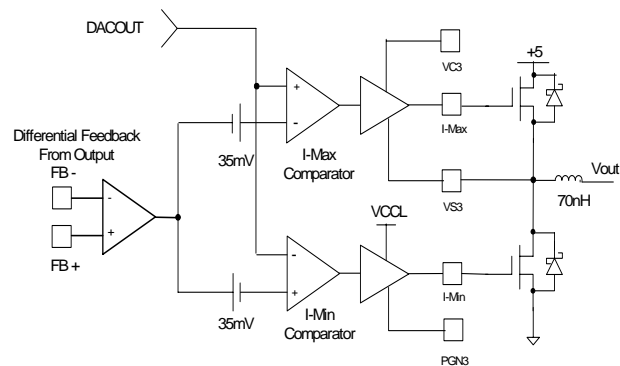 DACOUT
+5
VC3
+
-
I-Max
Differential Feedback
From Output
35mV
I-Max
Comparator
FB -
-
VS3
Vout
70nH
VCCL
+
FB +
-
+
I-Min
35mV
I-Min
Comparator
PGN3